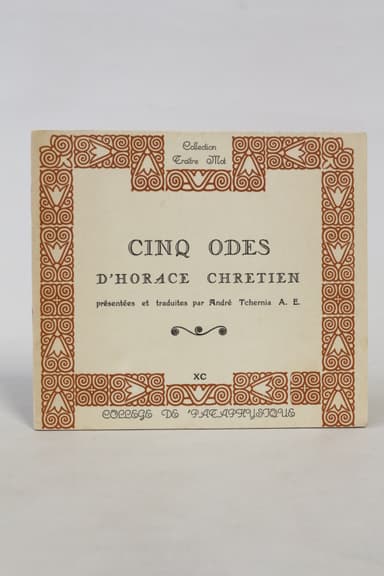 Collection
Traître Mot
CINQ ODES
D'HORACE CHRETIEN
présentées et traduites par André Tchernia A. E.
XC
COLLEGE DE 'PATAPHYSIQUE